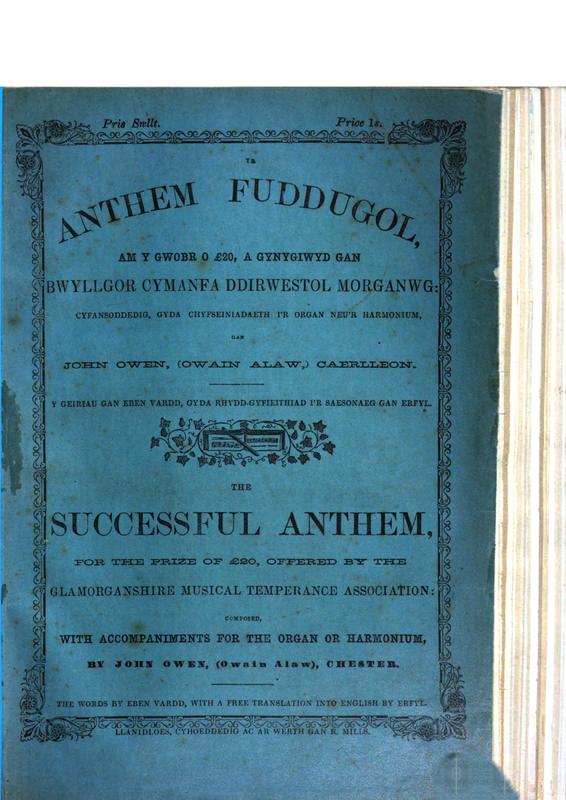 Pris Swllt. Price 1s.
YR
ANTHEM FUDDUGOL,
AM Y GWOBR O £20, A GYNYGIWYD GAN
BWYLLGOR CYMANFA DDIRWESTOL MORGANWG:
CYFANSODDEDIG, GYDA CHYFSEINIADAETH I'R ORGAN NEU'R HARMONIUM,
GAN
JOHN OWEN, (OWAIN ALAW,) CAERLLEON.
Y GEIRIAU GAN EBEN VARDD, GYDA RHYDD-GYFIEITHIAD I'R SAESONAEG GAN ERFYL.
THE
SUCCESSFUL ANTHEM,
FOR THE PRIZE OF £20, OFFERED BY THE
GLAMORGANSHIRE MUSICAL TEMPERANCE ASSOCIATION:
COMPOSED,
WITH ACCOMPANIMENTS FOR THE ORGAN OR HARMONIUM,
BY JOHN OWEN, (Owain Alaw), CHESTER.
THE WORDS BY EBEN VARDD, WITH A FREE TRANSLATION INTO ENGLISH BY ERFYL.
LLANIDLOES, CYHOEDDEDIG AC AR WERTH GAN R. MILLS.